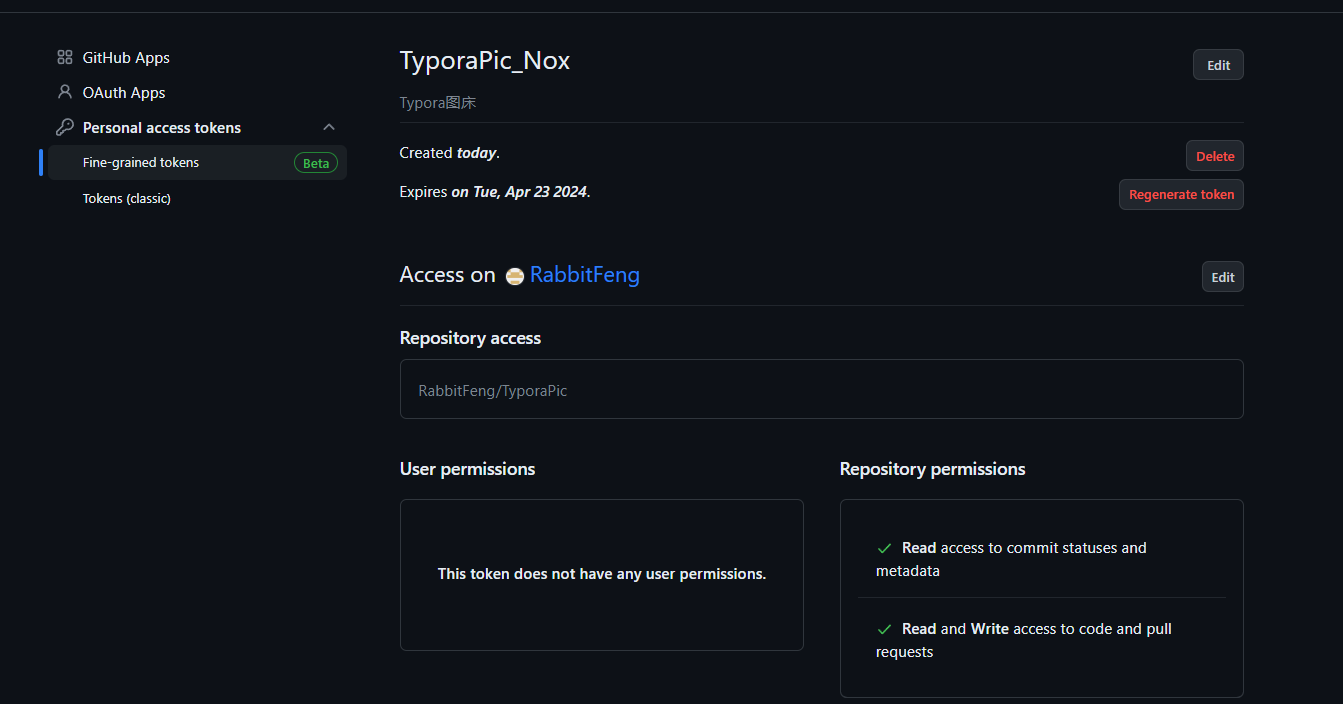 GitHub Apps
OAuth Apps
Personal access tokens
Fine-grained tokens Beta
Tokens (classic)
TyporaPic_Nox
Edit
Typora图床
Created today.
Delete
Expires on Tue, Apr 23 2024.
Regenerate token
Access on RabbitFeng
Edit
Repository access
RabbitFeng/TyporaPic
User permissions
This token does not have any user permissions.
Repository permissions
Read access to commit statuses and
metadata
Read and Write access to code and pull
requests